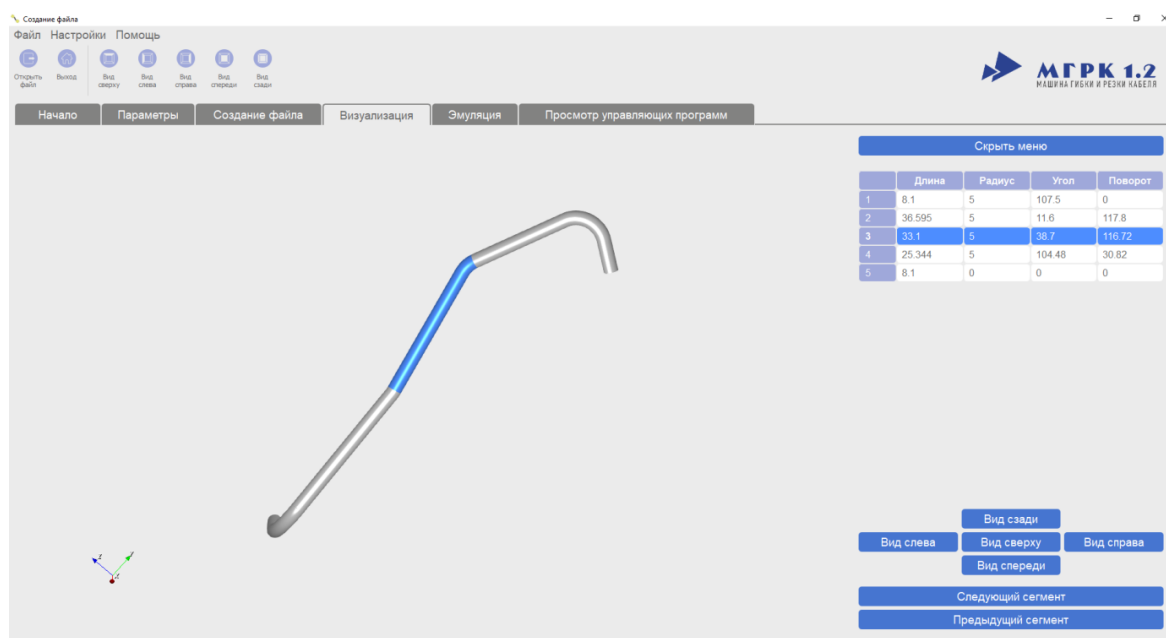 Создание файла
Файл Настройки Помощь
Открыть файл
Выход
Вид сверху
Вид слева
Вид справа
Вид спереди
Вид сзади
МГРК 1.2
МАШИНА ГИБКИ И РЕЗКИ КАБЕЛЯ
Начало Параметры Создание файла Визуализация Эмуляция Просмотр управляющих программ
Скрыть меню
Длина Радиус Угол Поворот
1 8.1 5 107.5 0
2 36.595 5 11.6 117.8
3 33.1 5 38.7 116.72
4 25.344 5 104.48 30.82
5 8.1 0 0 0
Вид сзади
Вид слева Вид сверху Вид справа
Вид спереди
Следующий сегмент
Предыдущий сегмент